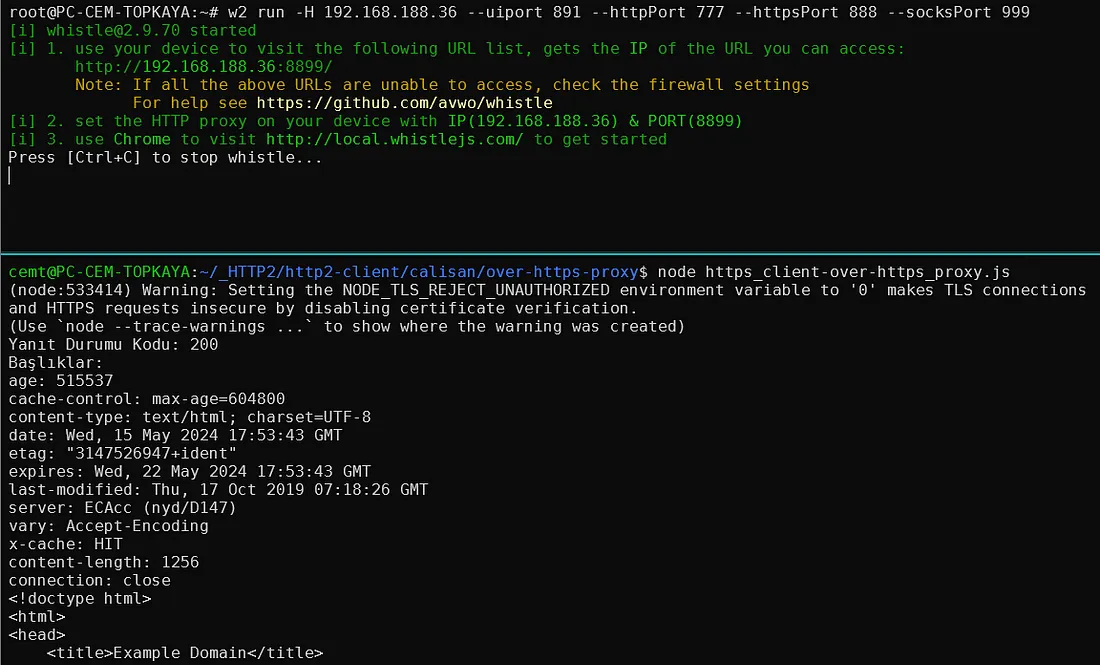 root@PC-CEM-TOPKAYA:~# w2 run -H 192.168.188.36 --uiport 891 --httpPort 777 --httpsPort 888 --socksPort 999
[i] whistle@2.9.70 started
[i] 1. use your device to visit the following URL list, gets the IP of the URL you can access:
       http://192.168.188.36:8899/
       Note: If all the above URLs are unable to access, check the firewall settings
             For help see https://github.com/avwo/whistle
[i] 2. set the HTTP proxy on your device with IP(192.168.188.36) & PORT(8899)
[i] 3. use Chrome to visit http://local.whistlejs.com/ to get started
Press [Ctrl+C] to stop whistle...
cemt@PC-CEM-TOPKAYA:~/_HTTP2/http2-client/calisan/over-https-proxy$ node https_client-over-https_proxy.js
(node:533414) Warning: Setting the NODE_TLS_REJECT_UNAUTHORIZED environment variable to '0' makes TLS connections
and HTTPS requests insecure by disabling certificate verification.
(Use `node --trace-warnings ...` to show where the warning was created)
Yanıt Durumu Kodu: 200
Başlıklar:
age: 515537
cache-control: max-age=604800
content-type: text/html; charset=UTF-8
date: Wed, 15 May 2024 17:53:43 GMT
etag: "3147526947+ident"
expires: Wed, 22 May 2024 17:53:43 GMT
last-modified: Thu, 17 Oct 2019 07:18:26 GMT
server: ECAcc (nyd/D147)
vary: Accept-Encoding
x-cache: HIT
content-length: 1256
connection: close
<!doctype html>
<html>
<head>
    <title>Example Domain</title>